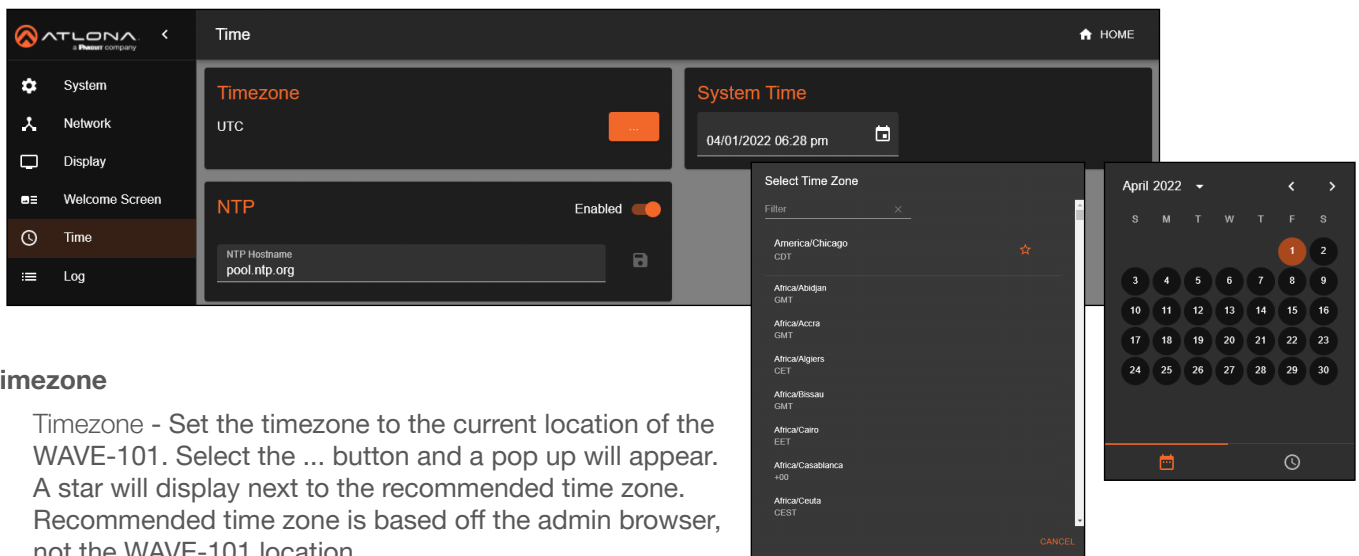 ATLONA
a PANDUIT company
Time
HOME
System
Network
Display
Welcome Screen
Time
Log
Timezone
UTC
...
System Time
04/01/2022 06:28 pm
NTP
Enabled
NTP Hostname
pool.ntp.org
Select Time Zone
Filter
America/Chicago
CDT
Africa/Abidjan
GMT
Africa/Accra
GMT
Africa/Algiers
CET
Africa/Bissau
GMT
Africa/Cairo
EET
Africa/Casablanca
+00
Africa/Ceuta
CEST
CANCEL
April 2022
S M T W T F S
1 2
3 4 5 6 7 8 9
10 11 12 13 14 15 16
17 18 19 20 21 22 23
24 25 26 27 28 29 30
imezone
Timezone - Set the timezone to the current location of the
WAVE-101. Select the ... button and a pop up will appear.
A star will display next to the recommended time zone.
Recommended time zone is based off the admin browser,
not the WAVE-101 location